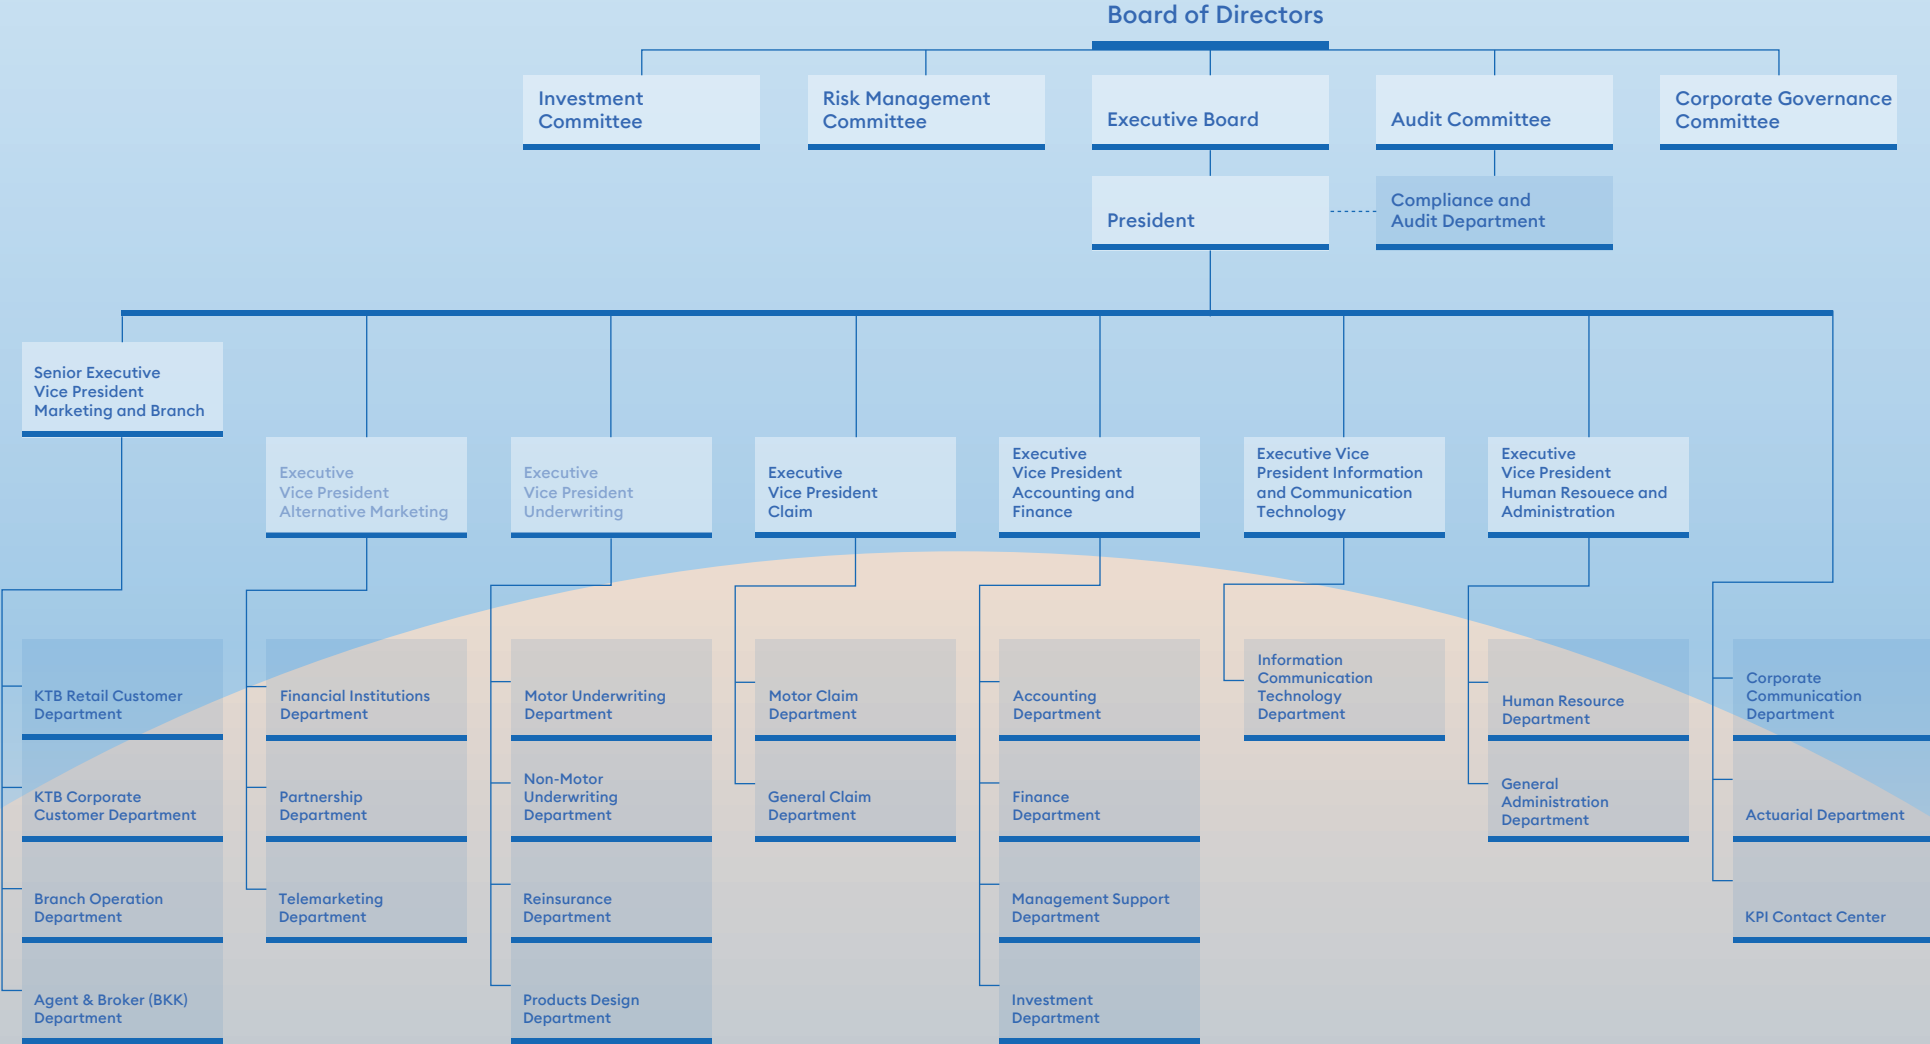 Board of Directors
Investment
Committee
Risk Management
Committee
Executive Board
Audit Committee
Corporate Governance
Committee
President
Compliance and
Audit Department
Senior Executive
Vice President
Marketing and Branch
Executive
Vice President
Alternative Marketing
Executive
Vice President
Underwriting
Executive
Vice President
Claim
Executive
Vice President
Accounting and
Finance
Executive Vice
President Information
and Communication
Technology
Executive
Vice President
Human Resouece and
Administration
KTB Retail Customer
Department
KTB Corporate
Customer Department
Branch Operation
Department
Agent & Broker (BKK)
Department
Financial Institutions
Department
Partnership
Department
Telemarketing
Department
Motor Underwriting
Department
Non-Motor
Underwriting
Department
Reinsurance
Department
Products Design
Department
Motor Claim
Department
General Claim
Department
Accounting
Department
Finance
Department
Management Support
Department
Investment
Department
Information
Communication
Technology
Department
Human Resource
Department
General
Administration
Department
Corporate
Communication
Department
Actuarial Department
KPI Contact Center